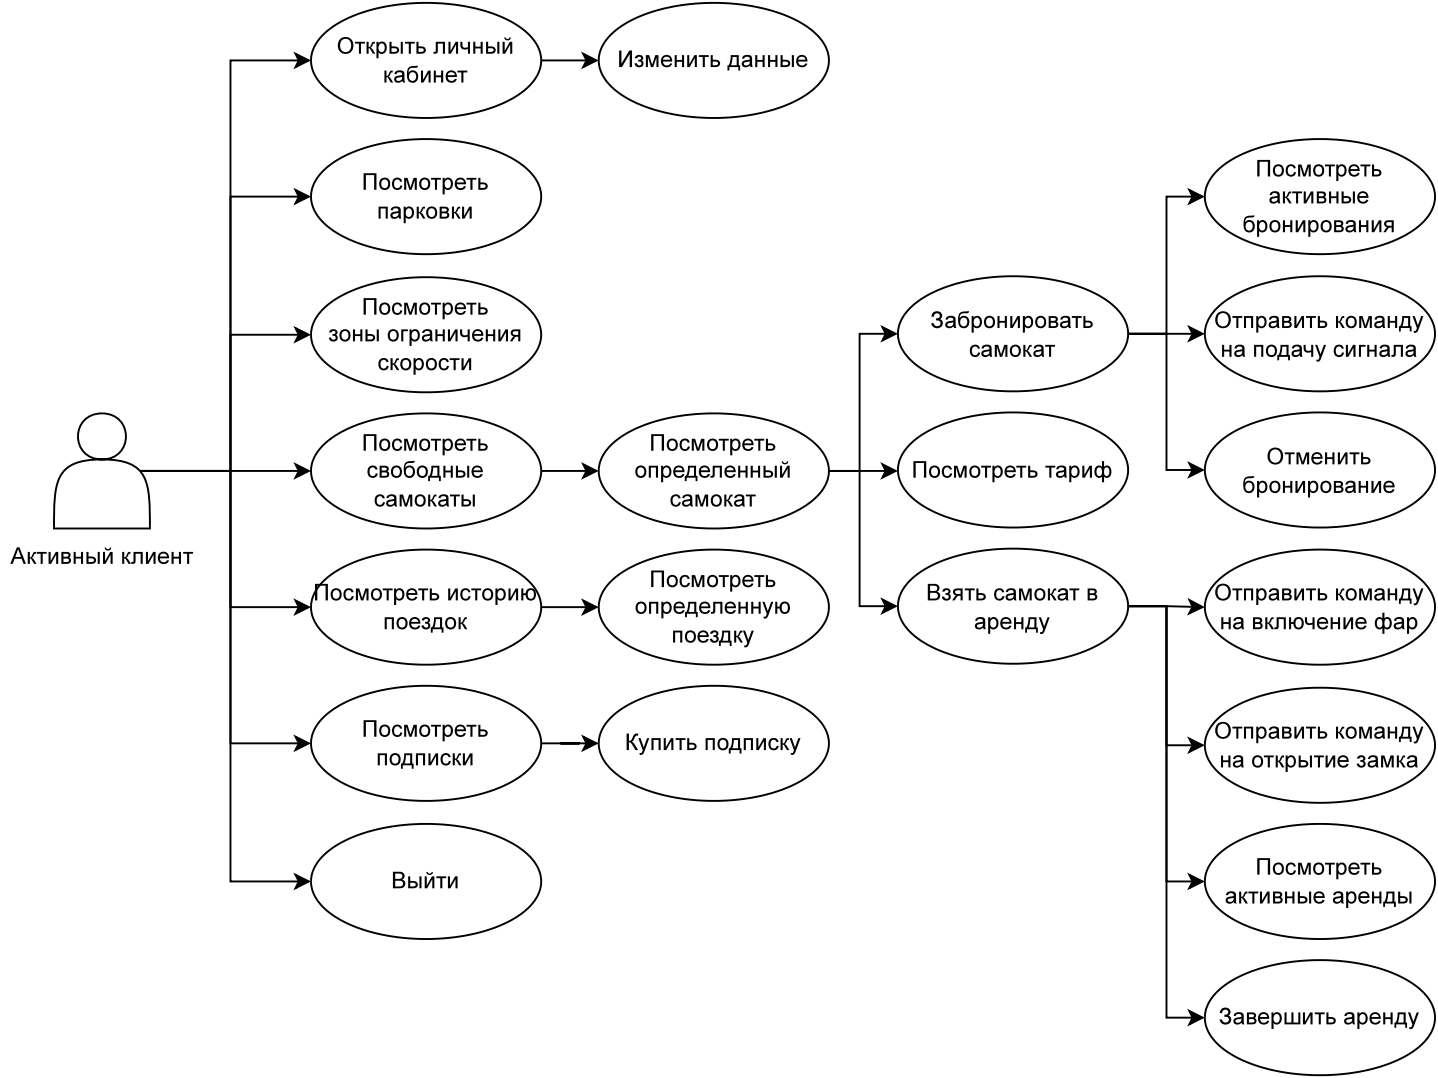 Открыть личный
кабинет
Изменить данные
Посмотреть
парковки
Посмотреть
активные
бронирования
Посмотреть
зоны ограничения
скорости
Забронировать
самокат
Отправить команду
на подачу сигнала
Активный клиент
Посмотреть
свободные
самокаты
Посмотреть
определенный
самокат
Посмотреть тариф
Отменить
бронирование
Посмотреть историю
поездок
Посмотреть
определенную
поездку
Взять самокат в
аренду
Отправить команду
на включение фар
Посмотреть
подписки
Купить подписку
Отправить команду
на открытие замка
Выйти
Посмотреть
активные аренды
Завершить аренду